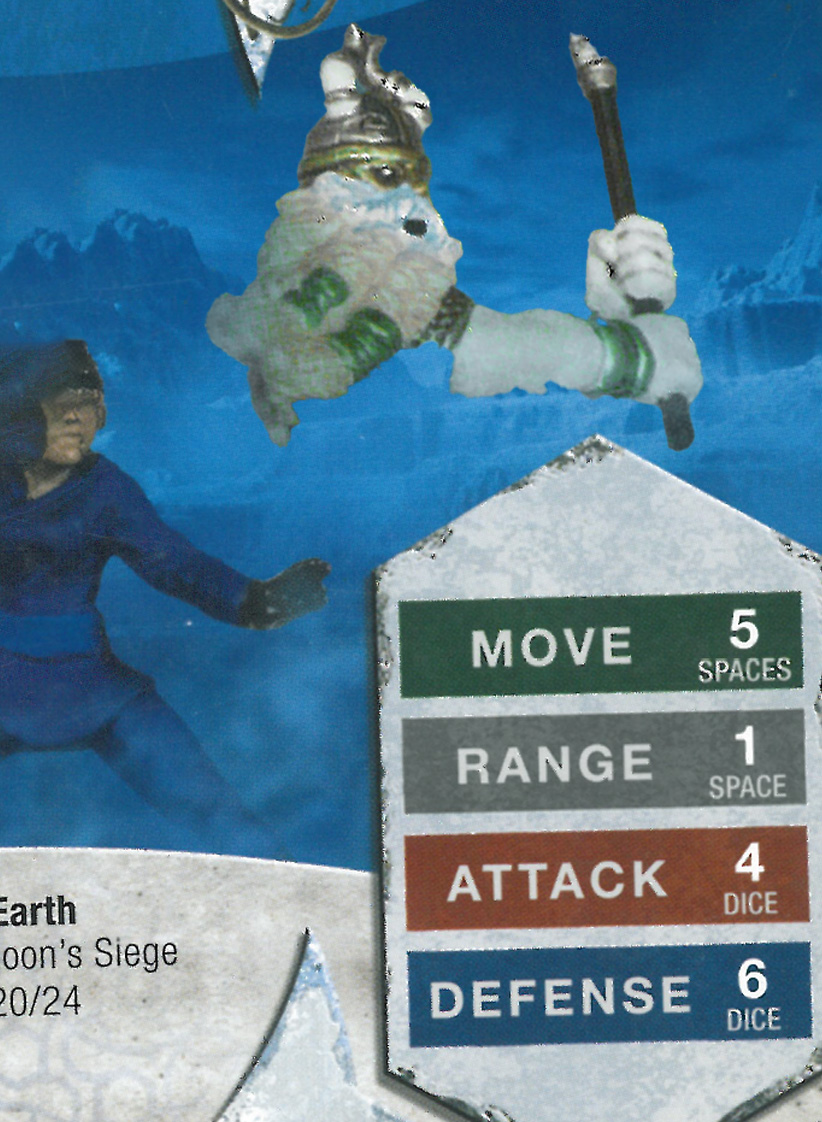 MOVE 5
SPACES
RANGE 1
SPACE
ATTACK 4
DICE
DEFENSE 6
DICE
Earth
oon's Siege
20/24